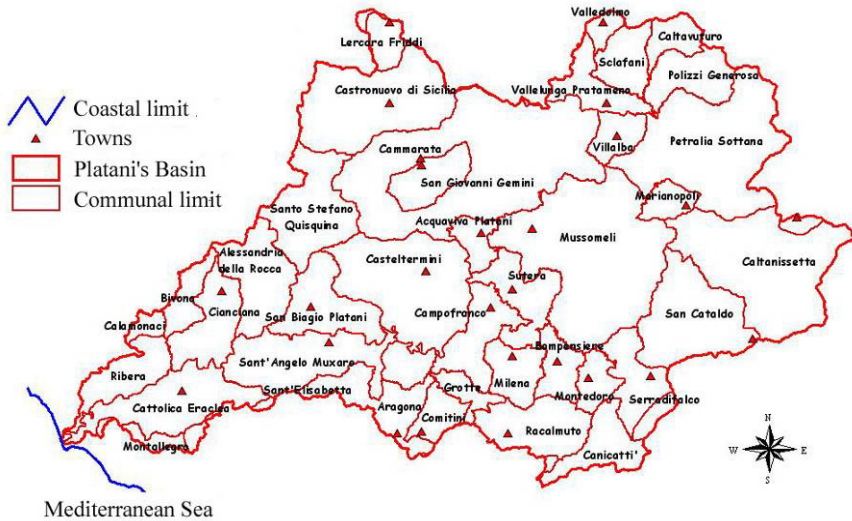 Valledolmo
Lercara Friddi
Caltavuturo
Sclafani
Polizzi Generosa
Castronuovo di Sicilia
Vallelunga Pratameno
Coastal limit
Towns
Platani's Basin
Communal limit
Cammarata
Villalba
Petralia Sottana
San Giovanni Gemini
Marianopoli
Santo Stefano
Quisquina
Acquaviva Platani
Mussomeli
Alessandria
della Rocca
Casteltermini
Caltanissetta
Sutera
Bivona
Cianciana
San Biagio Platani
Campofranco
San Cataldo
Calamonaci
Bompensiere
Sant'Angelo Muxaro
Ribera
Sant'Elisabetta
Grotte
Milena
Montedoro
Serradifalco
Cattolica Eraclea
Aragona
Comitini
Racalmuto
Montallegro
Canicatti'
N
W E
S
Mediterranean Sea